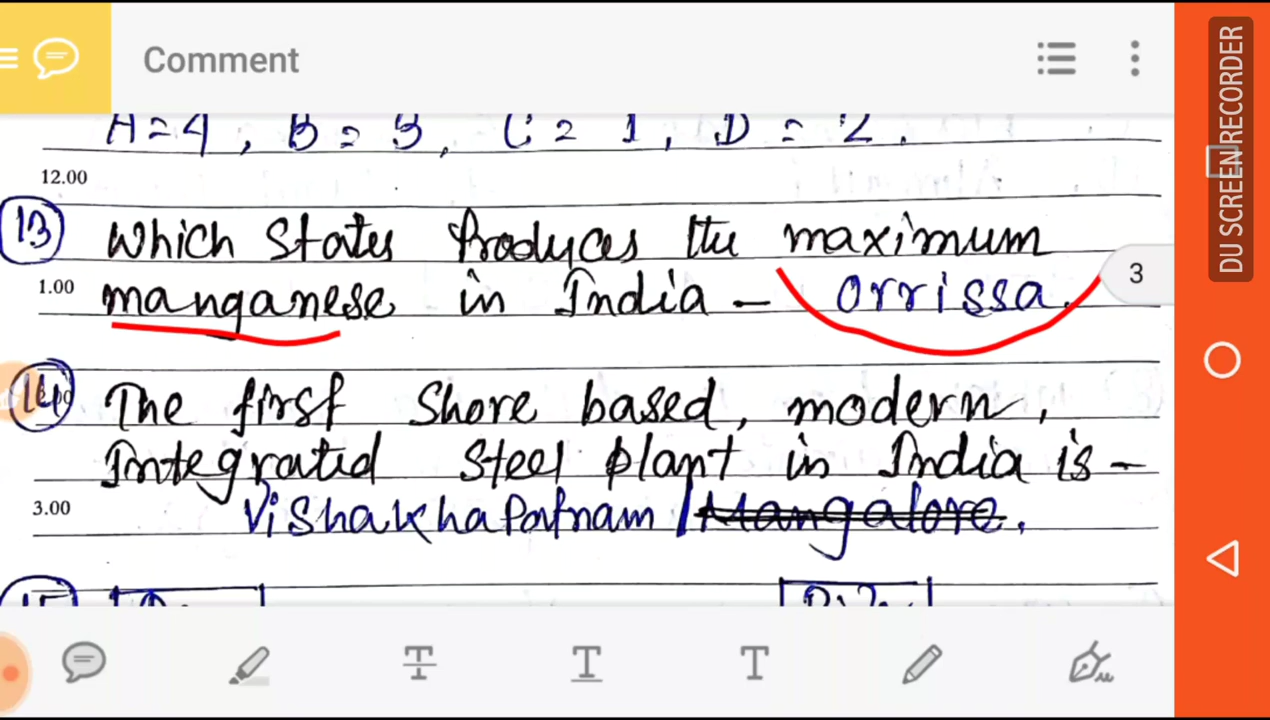 Comment
A = 4, B = 3, C = 1, D = 2.
12.00
13 Which States Produces the maximum
1.00 manganese in India - Orrissa.
3
14 The first Shore based, modern,
Integrated Steel plant in India is -
3.00 VishakhaPatnam / Mangalore.
T T T
DU SCREEN RECORDER